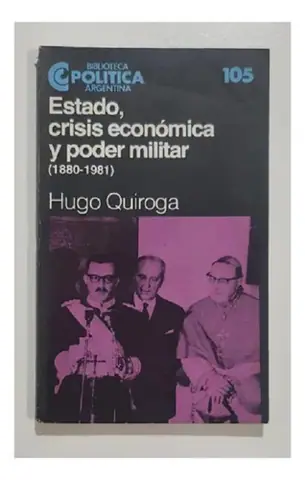 BIBLIOTECA
POLITICA
ARGENTINA
105
Estado,
crisis económica
y poder militar
(1880-1981)
Hugo Quiroga